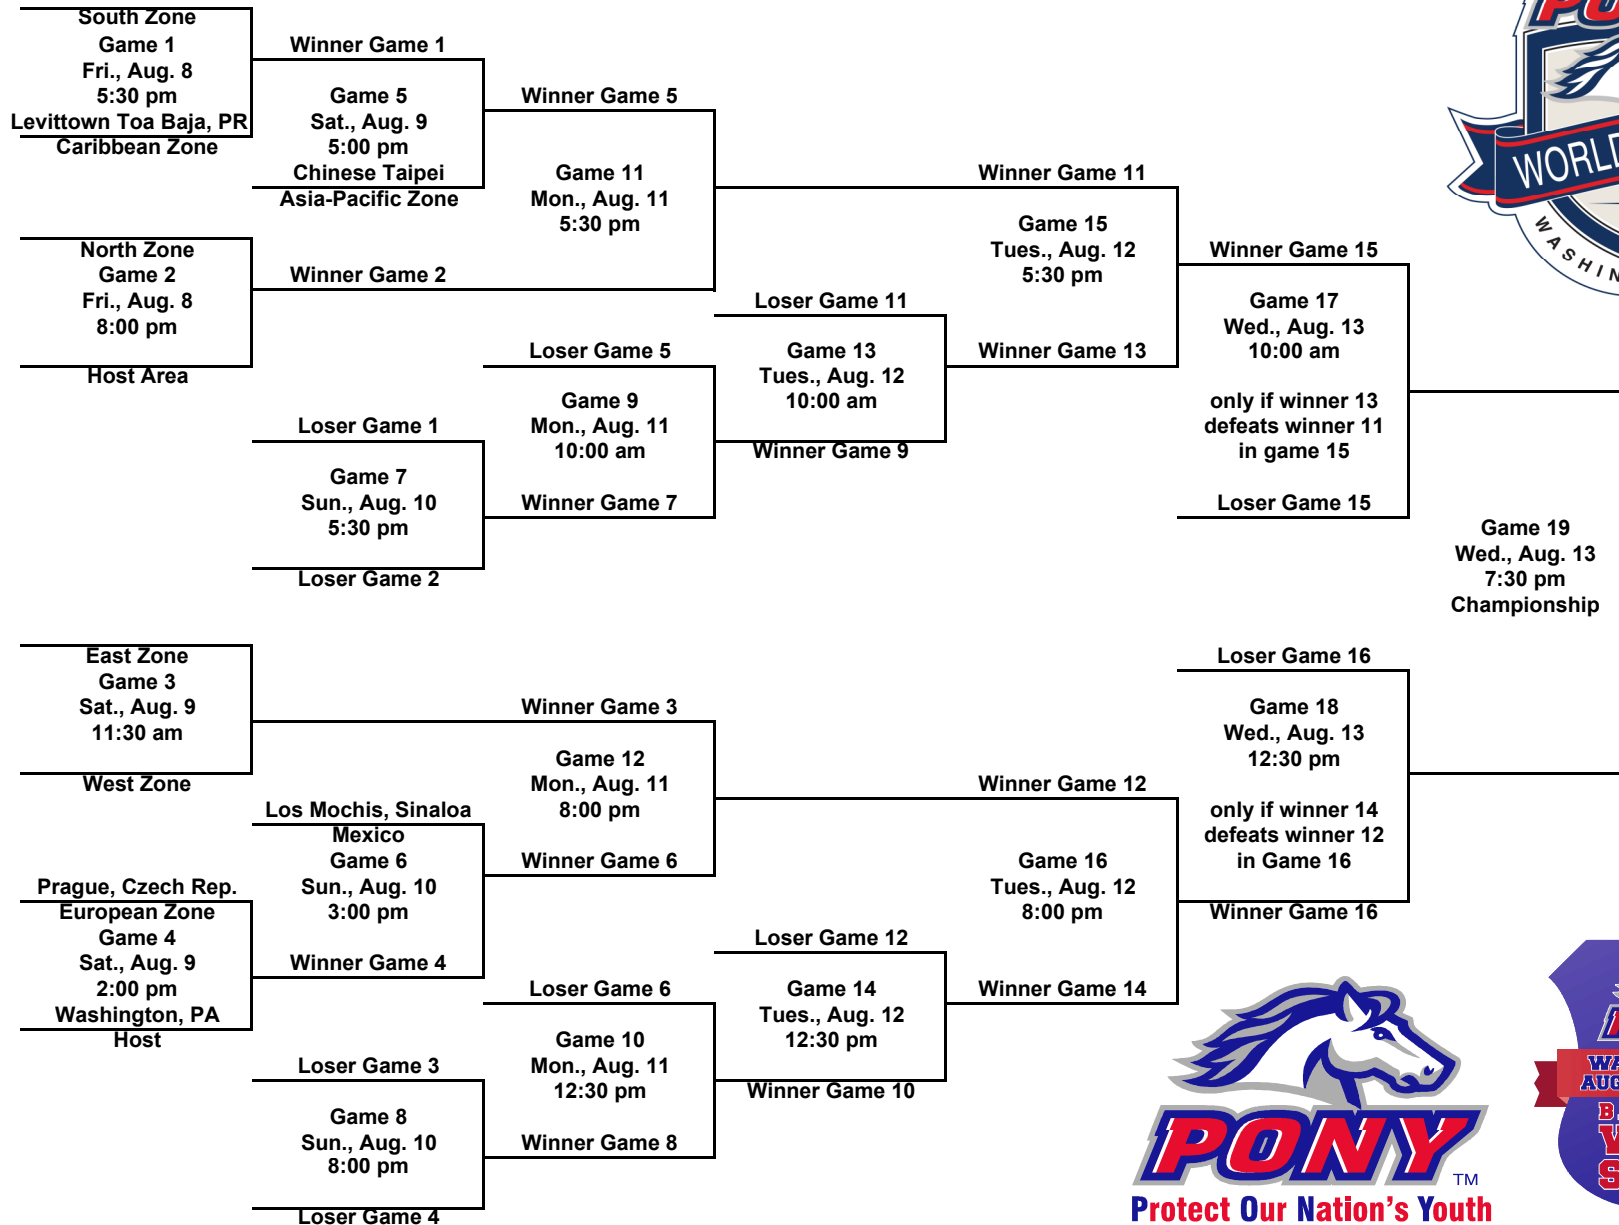 South Zone
Game 1
Fri., Aug. 8
5:30 pm
Levittown Toa Baja, PR
Caribbean Zone
Winner Game 1
Game 5
Sat., Aug. 9
5:00 pm
Chinese Taipei
Asia-Pacific Zone
Winner Game 5
Game 11
Mon., Aug. 11
5:30 pm
North Zone
Game 2
Fri., Aug. 8
8:00 pm
Host Area
Winner Game 2
Loser Game 1
Game 7
Sun., Aug. 10
5:30 pm
Loser Game 2
Loser Game 5
Game 9
Mon., Aug. 11
10:00 am
Winner Game 7
Loser Game 11
Game 13
Tues., Aug. 12
10:00 am
Winner Game 9
Winner Game 11
Game 15
Tues., Aug. 12
5:30 pm
Winner Game 13
Winner Game 15
Game 17
Wed., Aug. 13
10:00 am
only if winner 13
defeats winner 11
in game 15
Loser Game 15
Game 19
Wed., Aug. 13
7:30 pm
Championship
East Zone
Game 3
Sat., Aug. 9
11:30 am
West Zone
Winner Game 3
Game 12
Mon., Aug. 11
8:00 pm
Winner Game 6
Los Mochis, Sinaloa
Mexico
Game 6
Sun., Aug. 10
3:00 pm
Winner Game 4
Prague, Czech Rep.
European Zone
Game 4
Sat., Aug. 9
2:00 pm
Washington, PA
Host
Loser Game 3
Game 8
Sun., Aug. 10
8:00 pm
Loser Game 4
Loser Game 6
Game 10
Mon., Aug. 11
12:30 pm
Winner Game 8
Loser Game 12
Game 14
Tues., Aug. 12
12:30 pm
Winner Game 10
Winner Game 12
Game 16
Tues., Aug. 12
8:00 pm
Winner Game 14
Loser Game 16
Game 18
Wed., Aug. 13
12:30 pm
only if winner 14
defeats winner 12
in Game 16
Winner Game 16
PONY
TM
Protect Our Nation's Youth